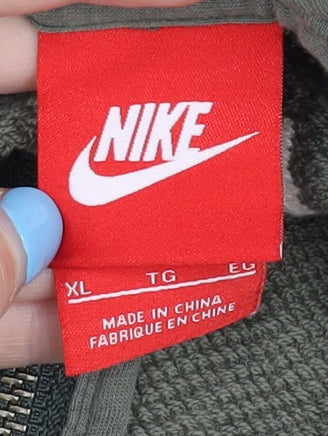 NIKE
XL TG EG
MADE IN CHINA
FABRIQUE EN CHINE